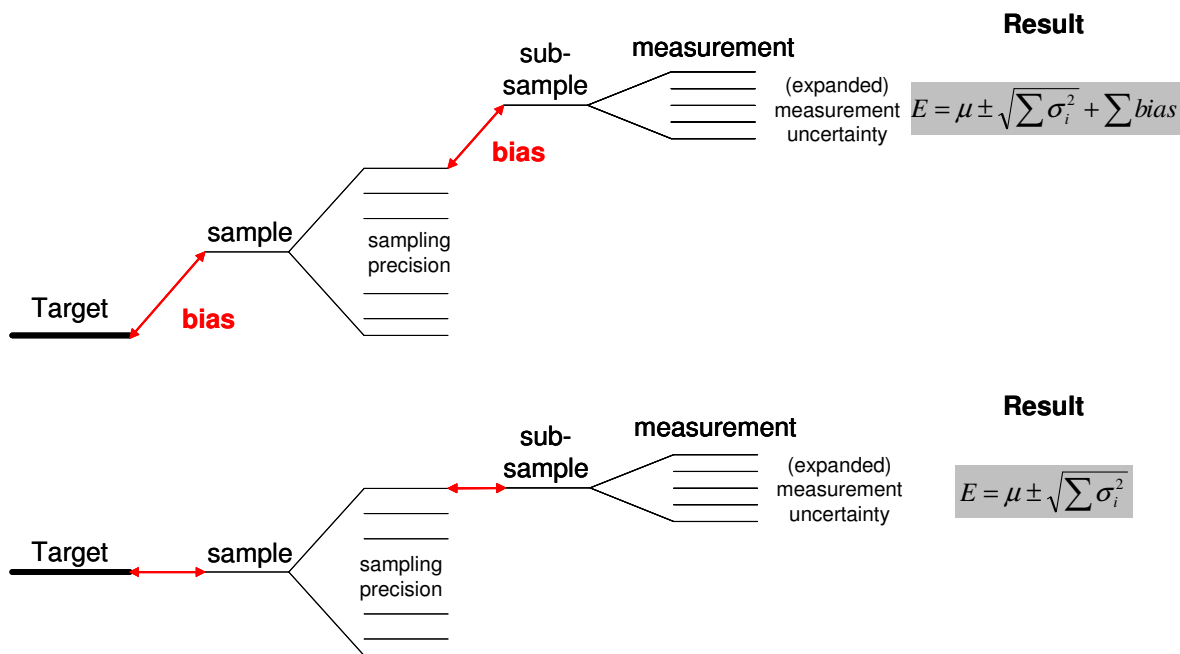 Result
measurement
sub-
sample
(expanded)
measurement
uncertainty
E = μ ± √∑σᵢ² + ∑bias
bias
sample
sampling
precision
Target
bias
Result
measurement
sub-
sample
(expanded)
measurement
uncertainty
E = μ ± √∑σᵢ²
Target
sample
sampling
precision